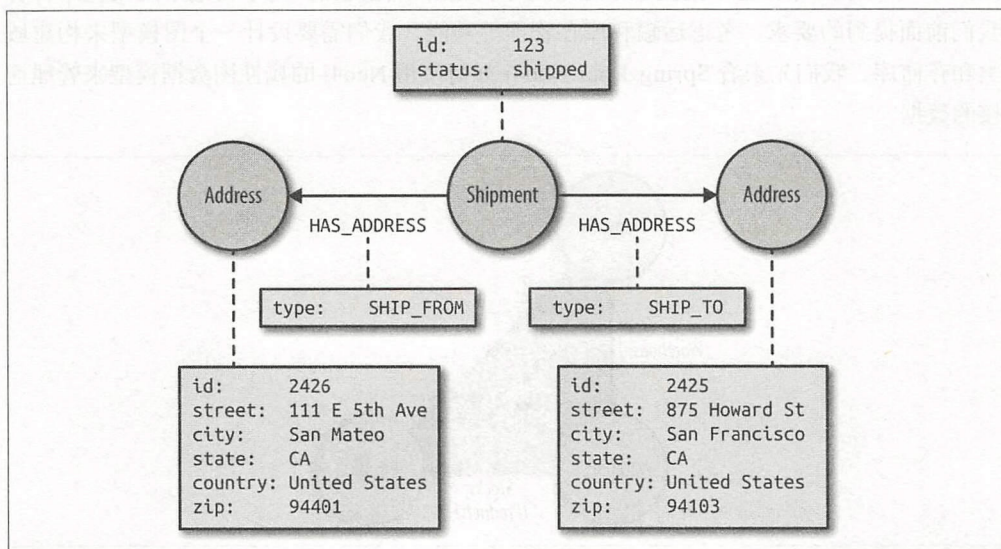 id: 123
status: shipped
Address
Shipment
Address
HAS_ADDRESS
HAS_ADDRESS
type: SHIP_FROM
type: SHIP_TO
id: 2426
street: 111 E 5th Ave
city: San Mateo
state: CA
country: United States
zip: 94401
id: 2425
street: 875 Howard St
city: San Francisco
state: CA
country: United States
zip: 94103